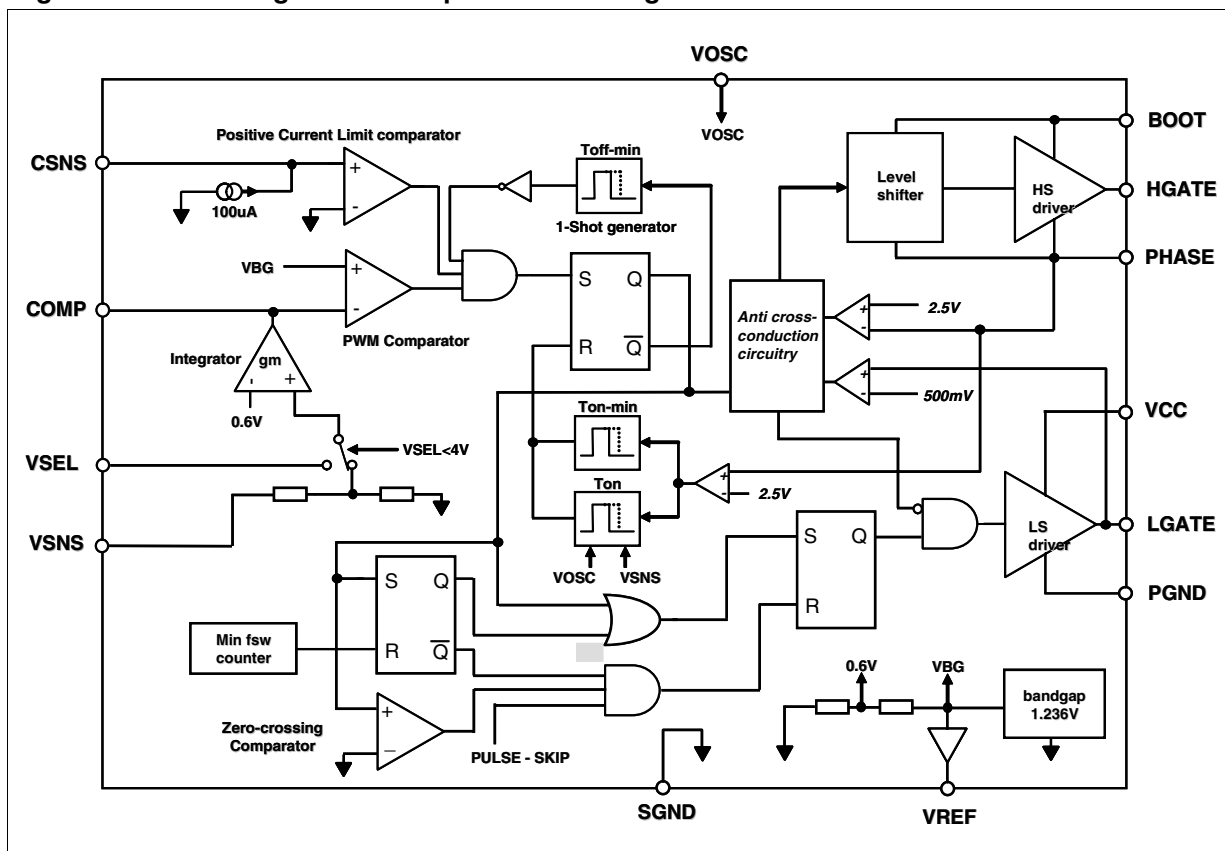 VOSC
VOSC
Positive Current Limit comparator
CSNS
+
-
100uA
Toff-min
1-Shot generator
Level
shifter
HS
driver
BOOT
HGATE
PHASE
VBG
+
-
COMP
PWM Comparator
Integrator
gm
-
+
0.6V
S
Q
R
Q
Anti cross-
conduction
circuitry
+
-
2.5V
+
-
500mV
VCC
VSEL<4V
VSEL
VSNS
Ton-min
Ton
VOSC
VSNS
+
-
2.5V
S
Q
R
LS
driver
LGATE
PGND
S
Q
R
Q
Min fsw
counter
Zero-crossing
Comparator
+
–
PULSE - SKIP
0.6V
VBG
bandgap
1.236V
SGND
VREF